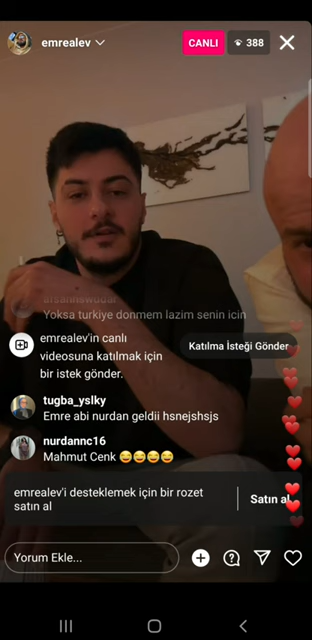 emrealev
CANLI
388
Yoksa turkiye donmem lazim senin icin
emrealev'in canlı
videosuna katılmak için
bir istek gönder.
Katılma İsteği Gönder
tugba_yslky
Emre abi nurdan geldii hsnejshsjs
nurdannc16
Mahmut Cenk 😂😂😂😂
emrealev'i desteklemek için bir rozet
satın al
Satın al
Yorum Ekle...